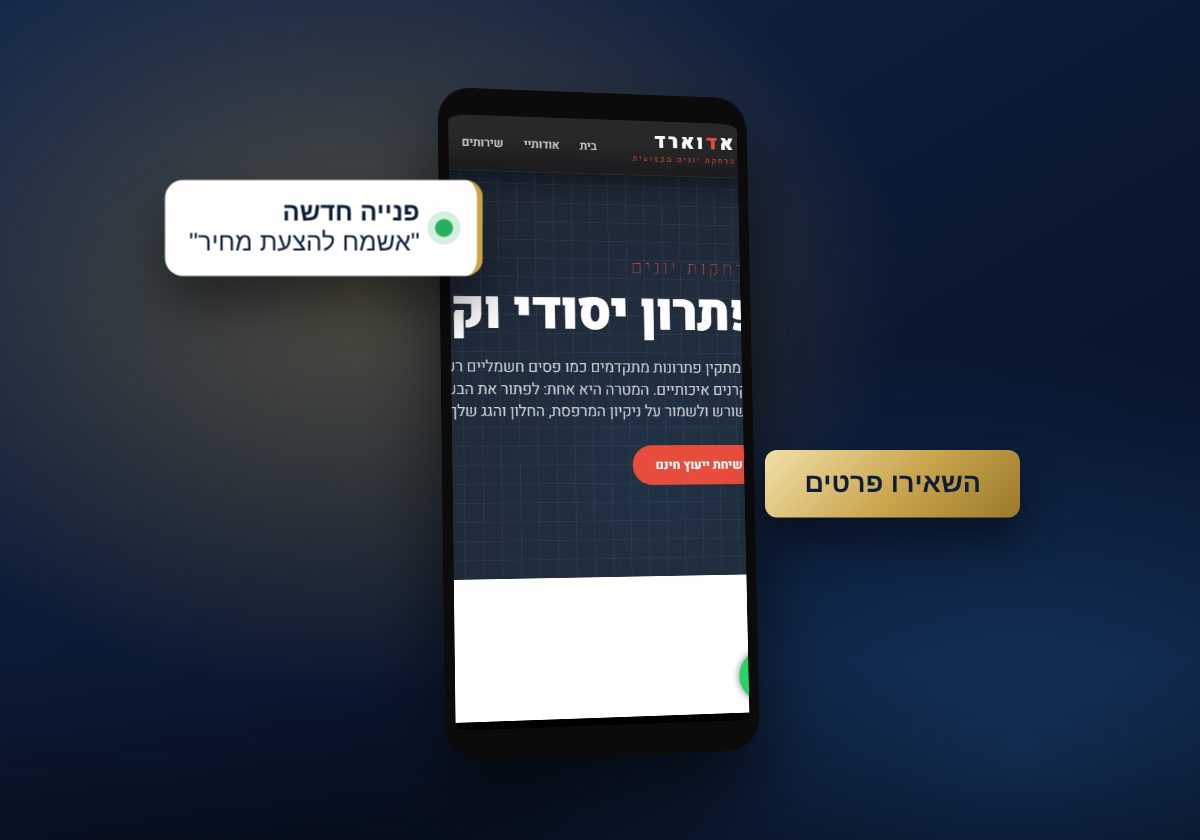 אדוארד
הרחקת יונים מקצועית
בית
אודותיי
שירותים
פנייה חדשה
"אשמח להצעת מחיר"
רחקות יונים
פתרון יסודי וק
מתקין פתרונות מתקדמים כמו פסים חשמליים
קרנים איכותיים. המטרה היא אחת: לפתור את
שורש ולשמור על ניקיון המרפסת, החלון והגג שלך
שיחת ייעוץ חינם
השאירו פרטים